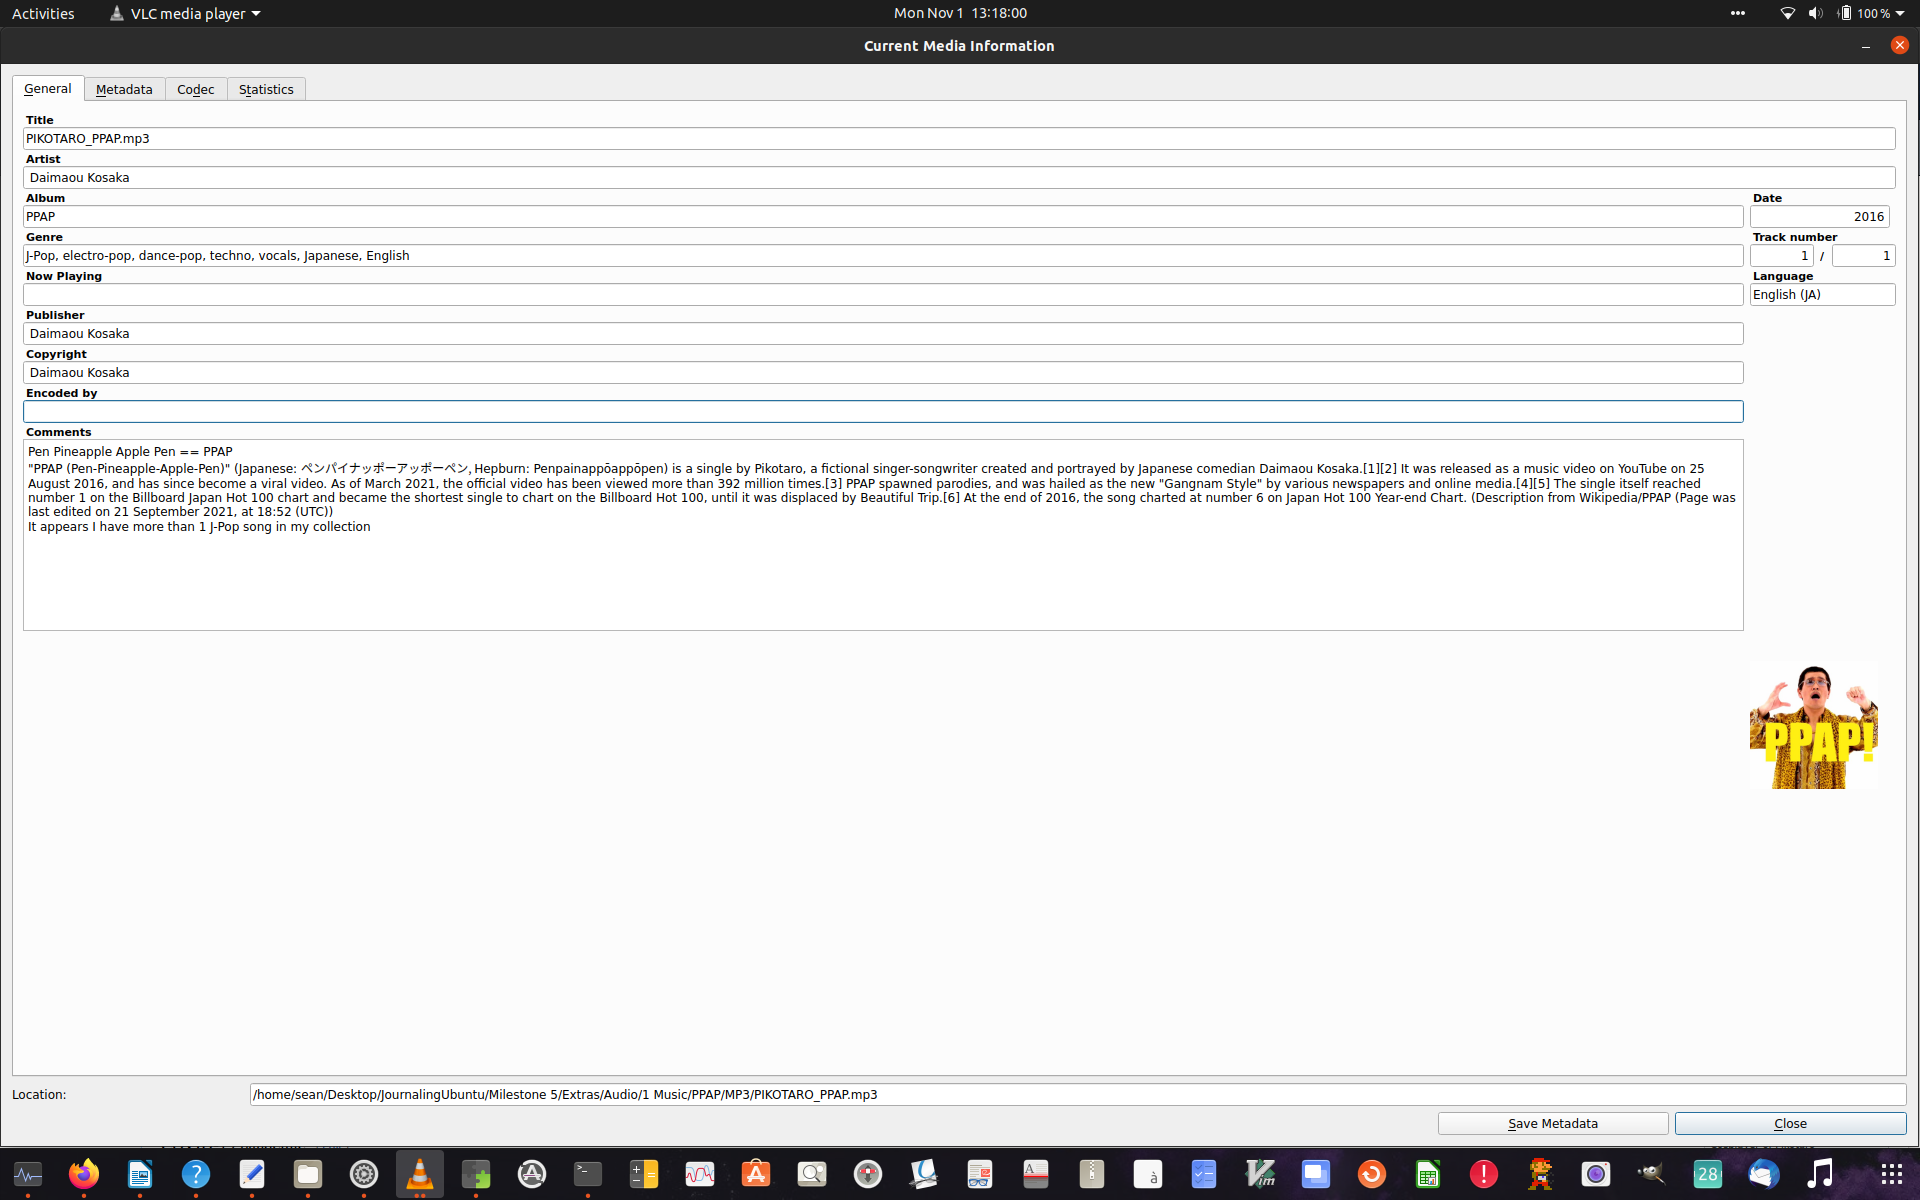 Activities
VLC media player
Mon Nov 1 13:18:00
100 %
Current Media Information
General
Metadata
Codec
Statistics
Title
PIKOTARO_PPAP.mp3
Artist
Daimaou Kosaka
Album
Date
PPAP
2016
Genre
Track number
J-Pop, electro-pop, dance-pop, techno, vocals, Japanese, English
1 / 1
Now Playing
Language
English (JA)
Publisher
Daimaou Kosaka
Copyright
Daimaou Kosaka
Encoded by
Comments
Pen Pineapple Apple Pen == PPAP
"PPAP (Pen-Pineapple-Apple-Pen)" (Japanese: ペンパイナッポーアッポーペン, Hepburn: Penpainappōappōpen) is a single by Pikotaro, a fictional singer-songwriter created and portrayed by Japanese comedian Daimaou Kosaka.[1][2] It was released as a music video on YouTube on 25
August 2016, and has since become a viral video. As of March 2021, the official video has been viewed more than 392 million times.[3] PPAP spawned parodies, and was hailed as the new "Gangnam Style" by various newspapers and online media.[4][5] The single itself reached
number 1 on the Billboard Japan Hot 100 chart and became the shortest single to chart on the Billboard Hot 100, until it was displaced by Beautiful Trip.[6] At the end of 2016, the song charted at number 6 on Japan Hot 100 Year-end Chart. (Description from Wikipedia/PPAP (Page was
last edited on 21 September 2021, at 18:52 (UTC))
It appears I have more than 1 J-Pop song in my collection
PPAP!
Location:
/home/sean/Desktop/JournalingUbuntu/Milestone 5/Extras/Audio/1 Music/PPAP/MP3/PIKOTARO_PPAP.mp3
Save Metadata
Close
28